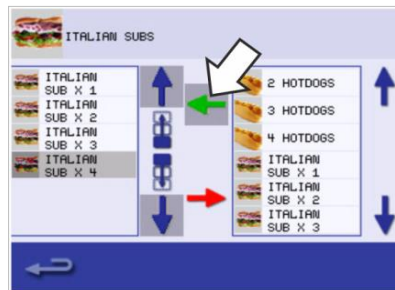 ITALIAN SUBS
ITALIAN
SUB X 1
ITALIAN
SUB X 2
ITALIAN
SUB X 3
ITALIAN
SUB X 4
2 HOTDOGS
3 HOTDOGS
4 HOTDOGS
ITALIAN
SUB X 1
ITALIAN
SUB X 2
ITALIAN
SUB X 3